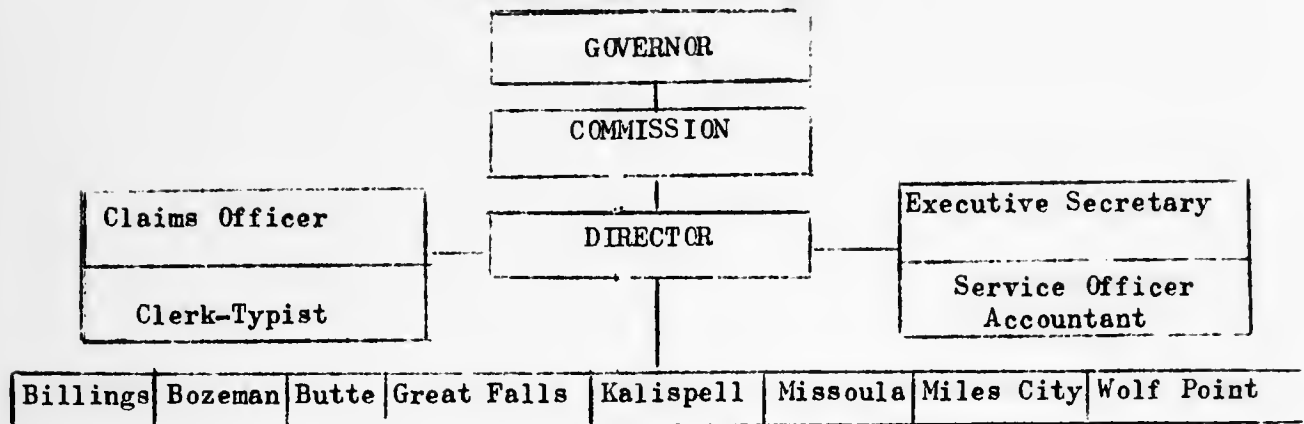 GOVERNOR
COMMISSION
Claims Officer
Clerk-Typist
DIRECTOR
Executive Secretary
Service Officer
Accountant
Billings Bozeman Butte Great Falls Kalispell Missoula Miles City Wolf Point